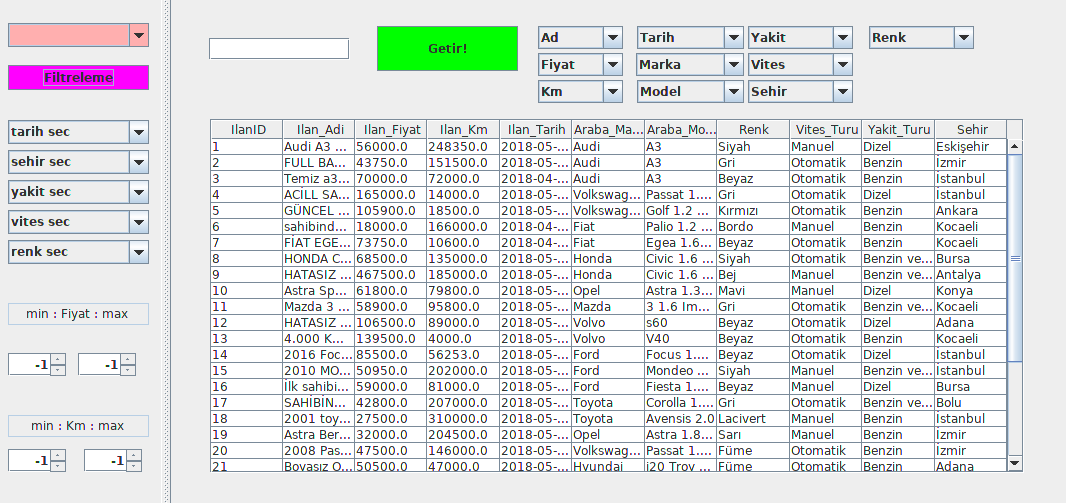 Filtreleme
tarih sec
sehir sec
yakit sec
vites sec
renk sec
min : Fiyat : max
-1 -1
min : Km : max
-1 -1
Getir!
Ad Tarih Yakit Renk
Fiyat Marka Vites
Km Model Sehir
IlanID Ilan_Adi Ilan_Fiyat Ilan_Km Ilan_Tarih Araba_Ma... Araba_Mo... Renk Vites_Turu Yakit_Turu Sehir
1 Audi A3 ... 56000.0 248350.0 2018-05-... Audi A3 Siyah Manuel Dizel Eskişehir
2 FULL BA... 43750.0 151500.0 2018-05-... Audi A3 Gri Otomatik Benzin İzmir
3 Temiz a3... 70000.0 72000.0 2018-04-... Audi A3 Beyaz Otomatik Benzin İstanbul
4 ACİLL SA... 165000.0 14000.0 2018-05-... Volkswag... Passat 1.... Gri Otomatik Dizel İstanbul
5 GÜNCEL ... 105900.0 18500.0 2018-05-... Volkswag... Golf 1.2 ... Kırmızı Otomatik Benzin Ankara
6 sahibind... 18000.0 166000.0 2018-04-... Fiat Palio 1.2 ... Bordo Manuel Benzin Kocaeli
7 FİAT EGE... 73750.0 10600.0 2018-04-... Fiat Egea 1.6... Beyaz Otomatik Benzin Kocaeli
8 HONDA C... 68500.0 135000.0 2018-05-... Honda Civic 1.6 ... Siyah Otomatik Benzin ve... Bursa
9 HATASIZ ... 467500.0 185000.0 2018-05-... Honda Civic 1.6 ... Bej Manuel Benzin ve... Antalya
10 Astra Sp... 61800.0 79800.0 2018-05-... Opel Astra 1.3... Mavi Manuel Dizel Konya
11 Mazda 3 ... 58900.0 95800.0 2018-05-... Mazda 3 1.6 Im... Gri Otomatik Benzin ve... Kocaeli
12 HATASIZ ... 106500.0 89000.0 2018-05-... Volvo s60 Beyaz Otomatik Dizel Adana
13 4.000 K... 139500.0 4000.0 2018-05-... Volvo V40 Beyaz Otomatik Benzin Kocaeli
14 2016 Foc... 85500.0 56253.0 2018-05-... Ford Focus 1.... Beyaz Otomatik Dizel İstanbul
15 2010 MO... 50950.0 202000.0 2018-05-... Ford Mondeo ... Siyah Manuel Benzin ve... İstanbul
16 İlk sahibi... 59000.0 81000.0 2018-05-... Ford Fiesta 1.... Beyaz Manuel Dizel Bursa
17 SAHİBİN... 42800.0 207000.0 2018-05-... Toyota Corolla 1.... Gri Otomatik Benzin ve... Bolu
18 2001 toy... 27500.0 310000.0 2018-05-... Toyota Avensis 2.0 Lacivert Manuel Benzin İstanbul
19 Astra Ber... 32000.0 204500.0 2018-05-... Opel Astra 1.8... Sarı Manuel Benzin İzmir
20 2008 Pas... 47500.0 146000.0 2018-05-... Volkswag... Passat 1.... Füme Otomatik Benzin İzmir
21 Boyasız O... 50500.0 47000.0 2018-05-... Hyundai i20 Troy ... Füme Otomatik Benzin Adana